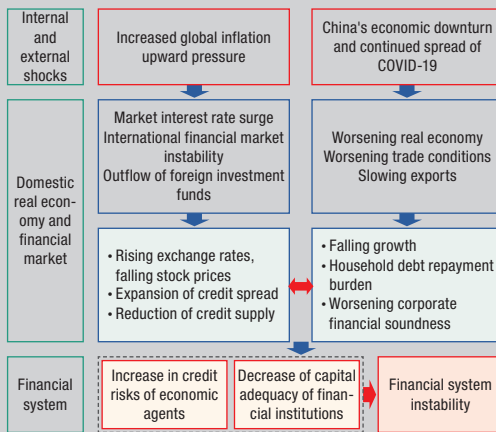 Internal
and
external
shocks
Increased global inflation
upward pressure
China's economic downturn
and continued spread of
COVID-19
Domestic
real econ-
omy and
financial
market
Market interest rate surge
International financial market
instability
Outflow of foreign investment
funds
Worsening real economy
Worsening trade conditions
Slowing exports
• Rising exchange rates,
falling stock prices
• Expansion of credit spread
• Reduction of credit supply
• Falling growth
• Household debt repayment
burden
• Worsening corporate
financial soundness
Financial
system
Increase in credit
risks of economic
agents
Decrease of capital
adequacy of finan-
cial institutions
Financial system
instability